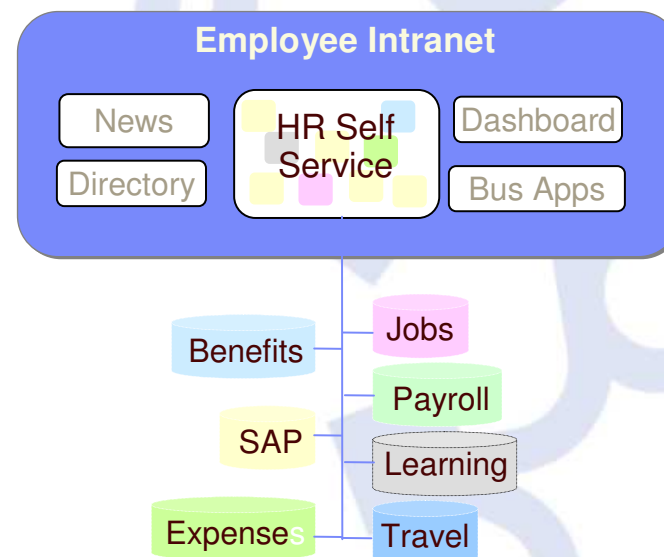 Employee Intranet
News
HR Self
Service
Dashboard
Directory
Bus Apps
Jobs
Benefits
Payroll
SAP
Learning
Expenses
Travel